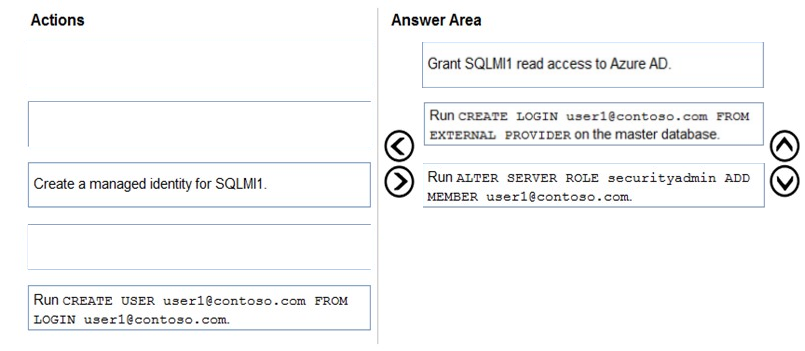 Actions
Answer Area
Grant SQLMI1 read access to Azure AD.
Run CREATE LOGIN user1@contoso.com FROM
EXTERNAL PROVIDER on the master database.
Create a managed identity for SQLMI1.
Run ALTER SERVER ROLE securityadmin ADD
MEMBER user1@contoso.com.
Run CREATE USER user1@contoso.com FROM
LOGIN user1@contoso.com.